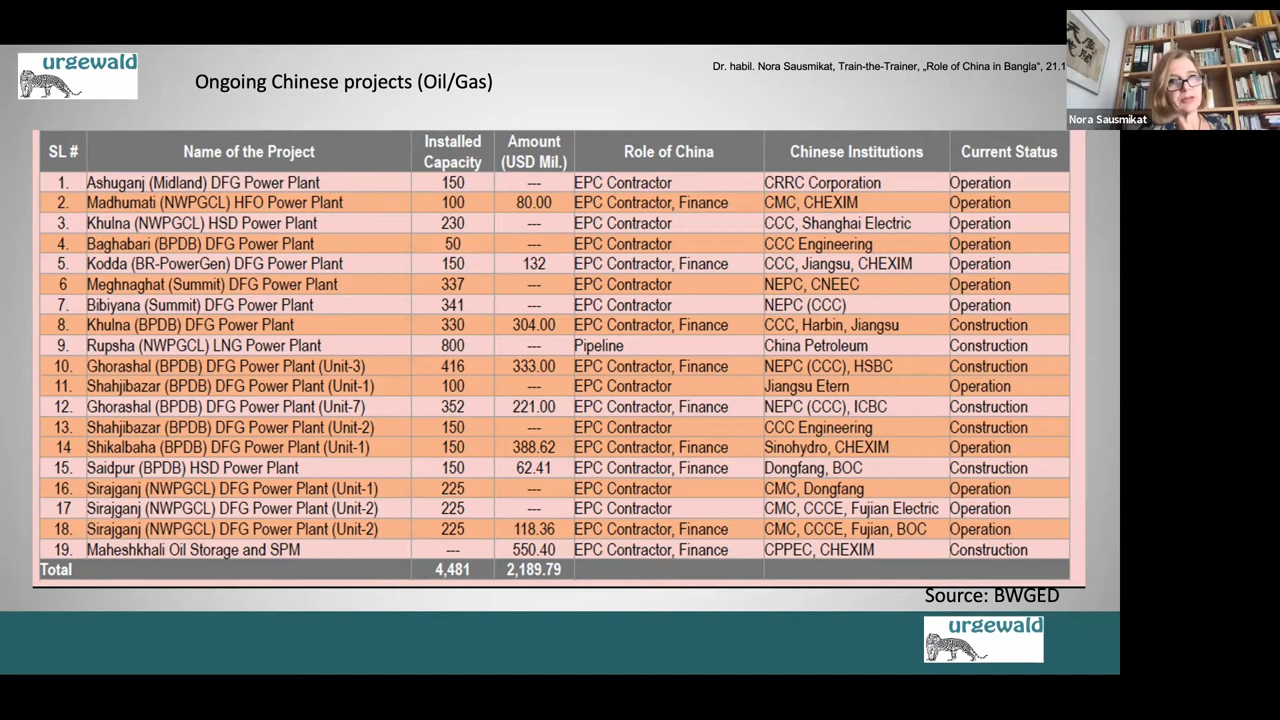 urgewald
Ongoing Chinese projects (Oil/Gas)
Dr. habil. Nora Sausmikat, Train-the-Trainer, „Role of China in Bangla“, 21.1
Nora Sausmikat
SL # Name of the Project Installed Capacity Amount (USD Mil.) Role of China Chinese Institutions Current Status
1. Ashuganj (Midland) DFG Power Plant 150 --- EPC Contractor CRRC Corporation Operation
2. Madhumati (NWPGCL) HFO Power Plant 100 80.00 EPC Contractor, Finance CMC, CHEXIM Operation
3. Khulna (NWPGCL) HSD Power Plant 230 --- EPC Contractor CCC, Shanghai Electric Operation
4. Baghabari (BPDB) DFG Power Plant 50 --- EPC Contractor CCC Engineering Operation
5. Kodda (BR-PowerGen) DFG Power Plant 150 132 EPC Contractor, Finance CCC, Jiangsu, CHEXIM Operation
6 Meghnaghat (Summit) DFG Power Plant 337 --- EPC Contractor NEPC, CNEEC Operation
7. Bibiyana (Summit) DFG Power Plant 341 --- EPC Contractor NEPC (CCC) Operation
8. Khulna (BPDB) DFG Power Plant 330 304.00 EPC Contractor, Finance CCC, Harbin, Jiangsu Construction
9. Rupsha (NWPGCL) LNG Power Plant 800 --- Pipeline China Petroleum Construction
10. Ghorashal (BPDB) DFG Power Plant (Unit-3) 416 333.00 EPC Contractor, Finance NEPC (CCC), HSBC Construction
11. Shahjibazar (BPDB) DFG Power Plant (Unit-1) 100 --- EPC Contractor Jiangsu Etern Operation
12. Ghorashal (BPDB) DFG Power Plant (Unit-7) 352 221.00 EPC Contractor, Finance NEPC (CCC), ICBC Construction
13. Shahjibazar (BPDB) DFG Power Plant (Unit-2) 150 --- EPC Contractor CCC Engineering Construction
14 Shikalbaha (BPDB) DFG Power Plant (Unit-1) 150 388.62 EPC Contractor, Finance Sinohydro, CHEXIM Operation
15. Saidpur (BPDB) HSD Power Plant 150 62.41 EPC Contractor, Finance Dongfang, BOC Construction
16. Sirajganj (NWPGCL) DFG Power Plant (Unit-1) 225 --- EPC Contractor CMC, Dongfang Operation
17 Sirajganj (NWPGCL) DFG Power Plant (Unit-2) 225 --- EPC Contractor CMC, CCCE, Fujian Electric Operation
18. Sirajganj (NWPGCL) DFG Power Plant (Unit-2) 225 118.36 EPC Contractor, Finance CMC, CCCE, Fujian, BOC Operation
19. Maheshkhali Oil Storage and SPM --- 550.40 EPC Contractor, Finance CPPEC, CHEXIM Construction
Total 4,481 2,189.79
Source: BWGED
urgewald